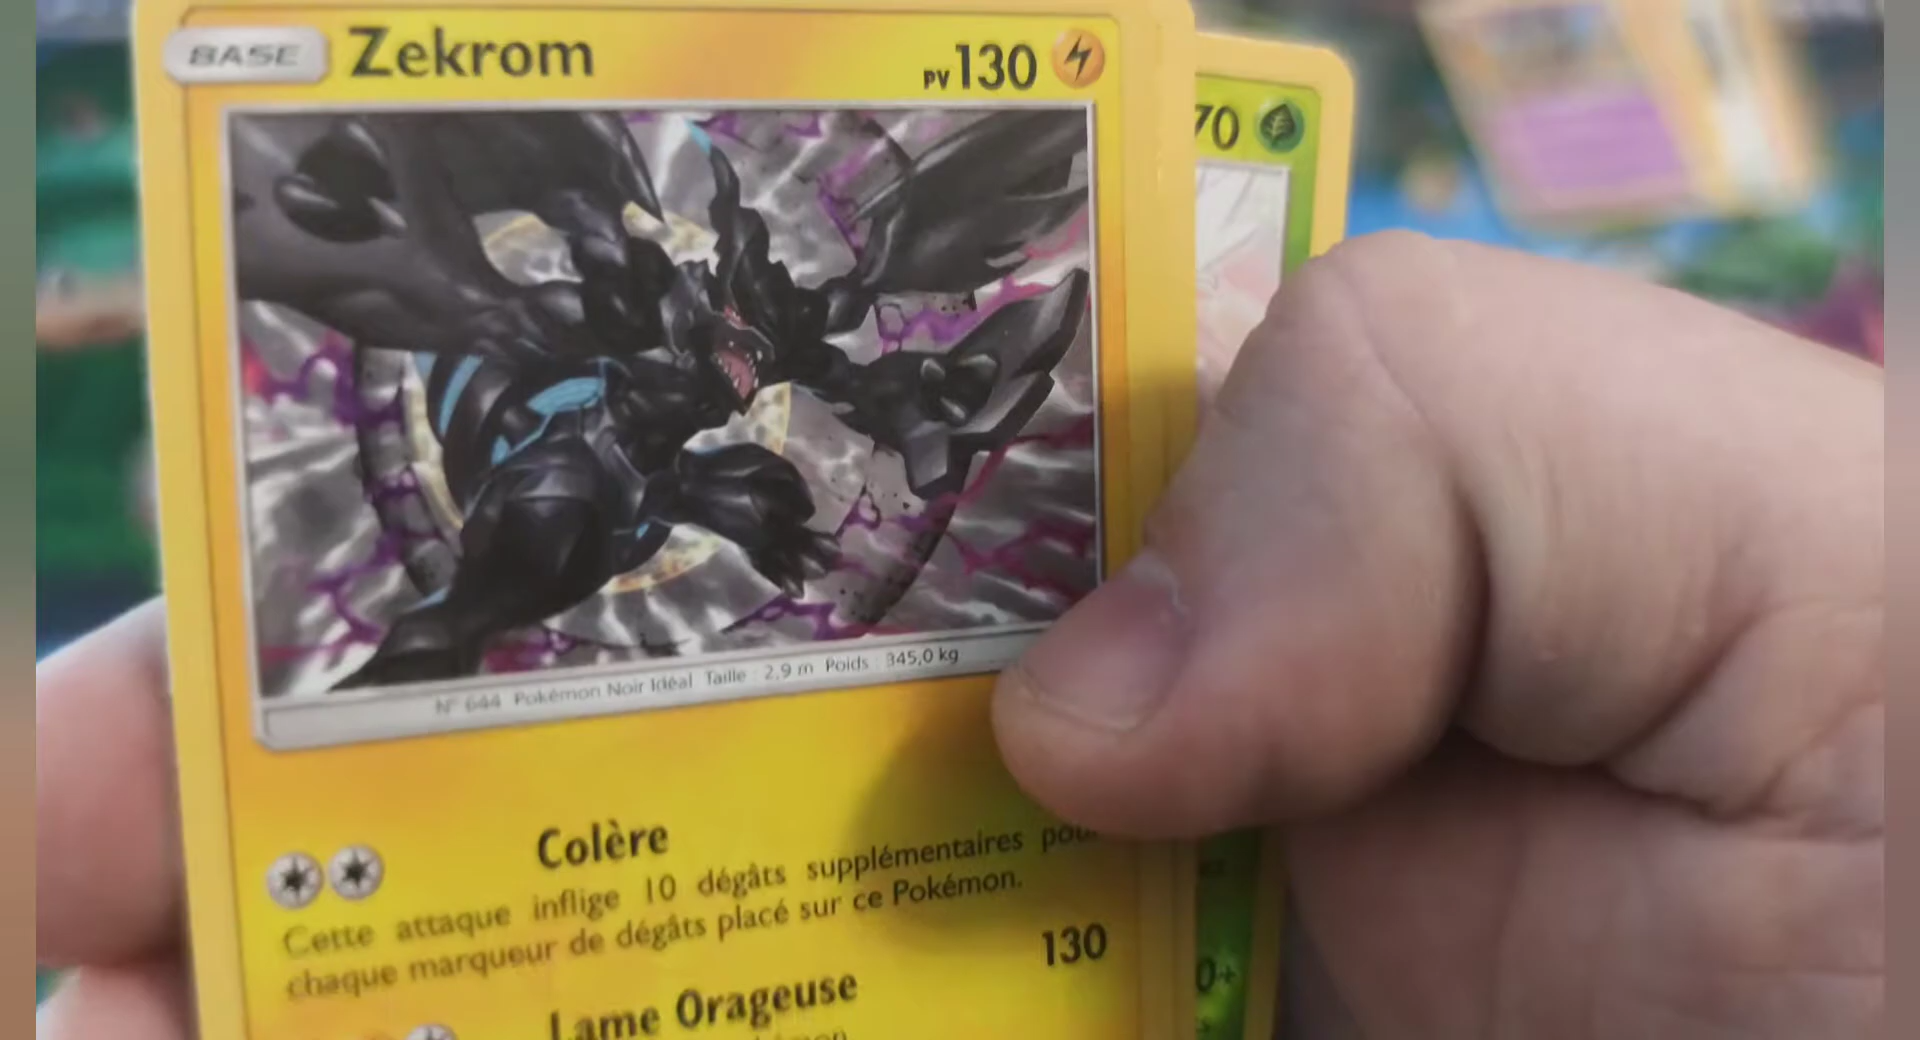 BASE Zekrom PV130
70
N° 644 Pokémon Noir Idéal Taille : 2,9 m Poids : 345,0 kg
Colère
Cette attaque inflige 10 dégâts supplémentaires
chaque marqueur de dégâts placé sur ce Pokémon.
130
Lame Orageuse
0+